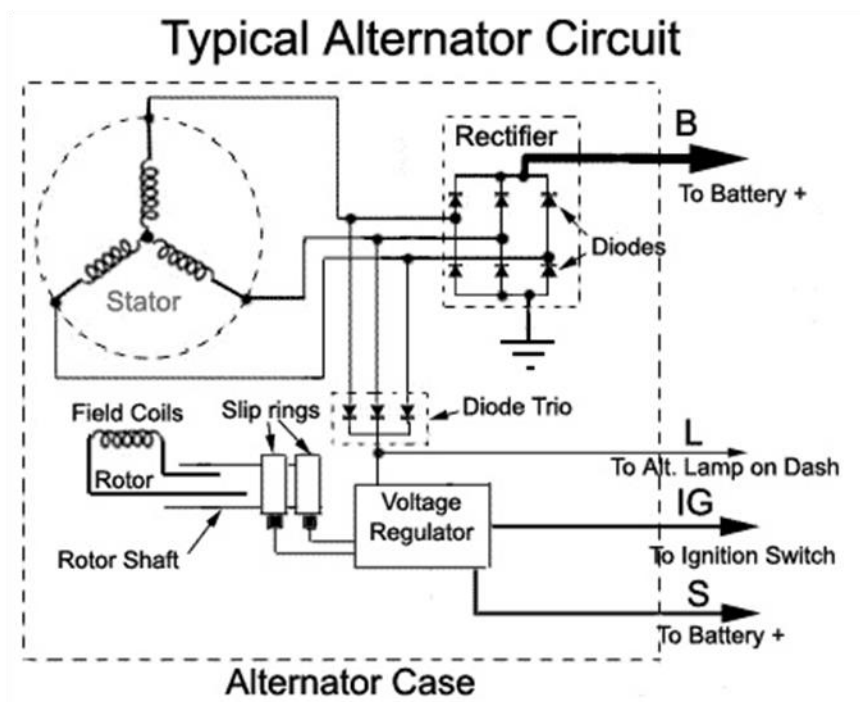 Typical Alternator Circuit
Rectifier
B
To Battery +
Diodes
Stator
Field Coils
Slip rings
Diode Trio
L
To Alt. Lamp on Dash
Rotor
Voltage
Regulator
IG
To Ignition Switch
Rotor Shaft
S
To Battery +
Alternator Case